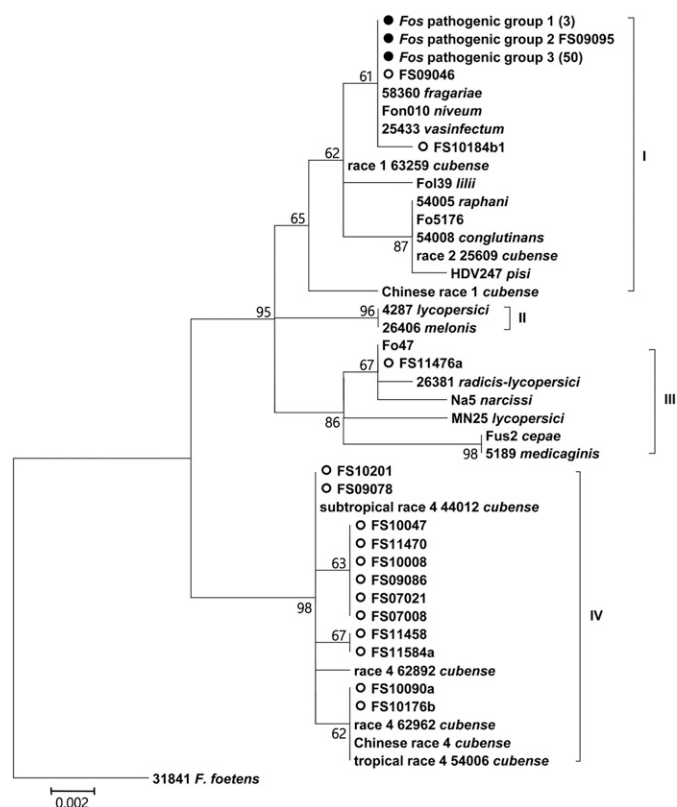 Fos pathogenic group 1 (3)
Fos pathogenic group 2 FS09095
Fos pathogenic group 3 (50)
61
FS09046
58360 fragariae
Fon010 niveum
25433 vasinfectum
FS10184b1
I
62
race 1 63259 cubense
Fol39 lilii
54005 raphani
65
Fo5176
54008 conglutinans
87
race 2 25609 cubense
HDV247 pisi
Chinese race 1 cubense
95
96
4287 lycopersici
II
26406 melonis
Fo47
67
FS11476a
26381 radicis-lycopersici
III
Na5 narcissi
86
MN25 lycopersici
Fus2 cepae
98
5189 medicaginis
FS10201
FS09078
subtropical race 4 44012 cubense
FS10047
FS11470
63
FS10008
FS09086
FS07021
98
FS07008
IV
67
FS11458
FS11584a
race 4 62892 cubense
FS10090a
FS10176b
race 4 62962 cubense
62
Chinese race 4 cubense
tropical race 4 54006 cubense
31841 F. foetens
0.002